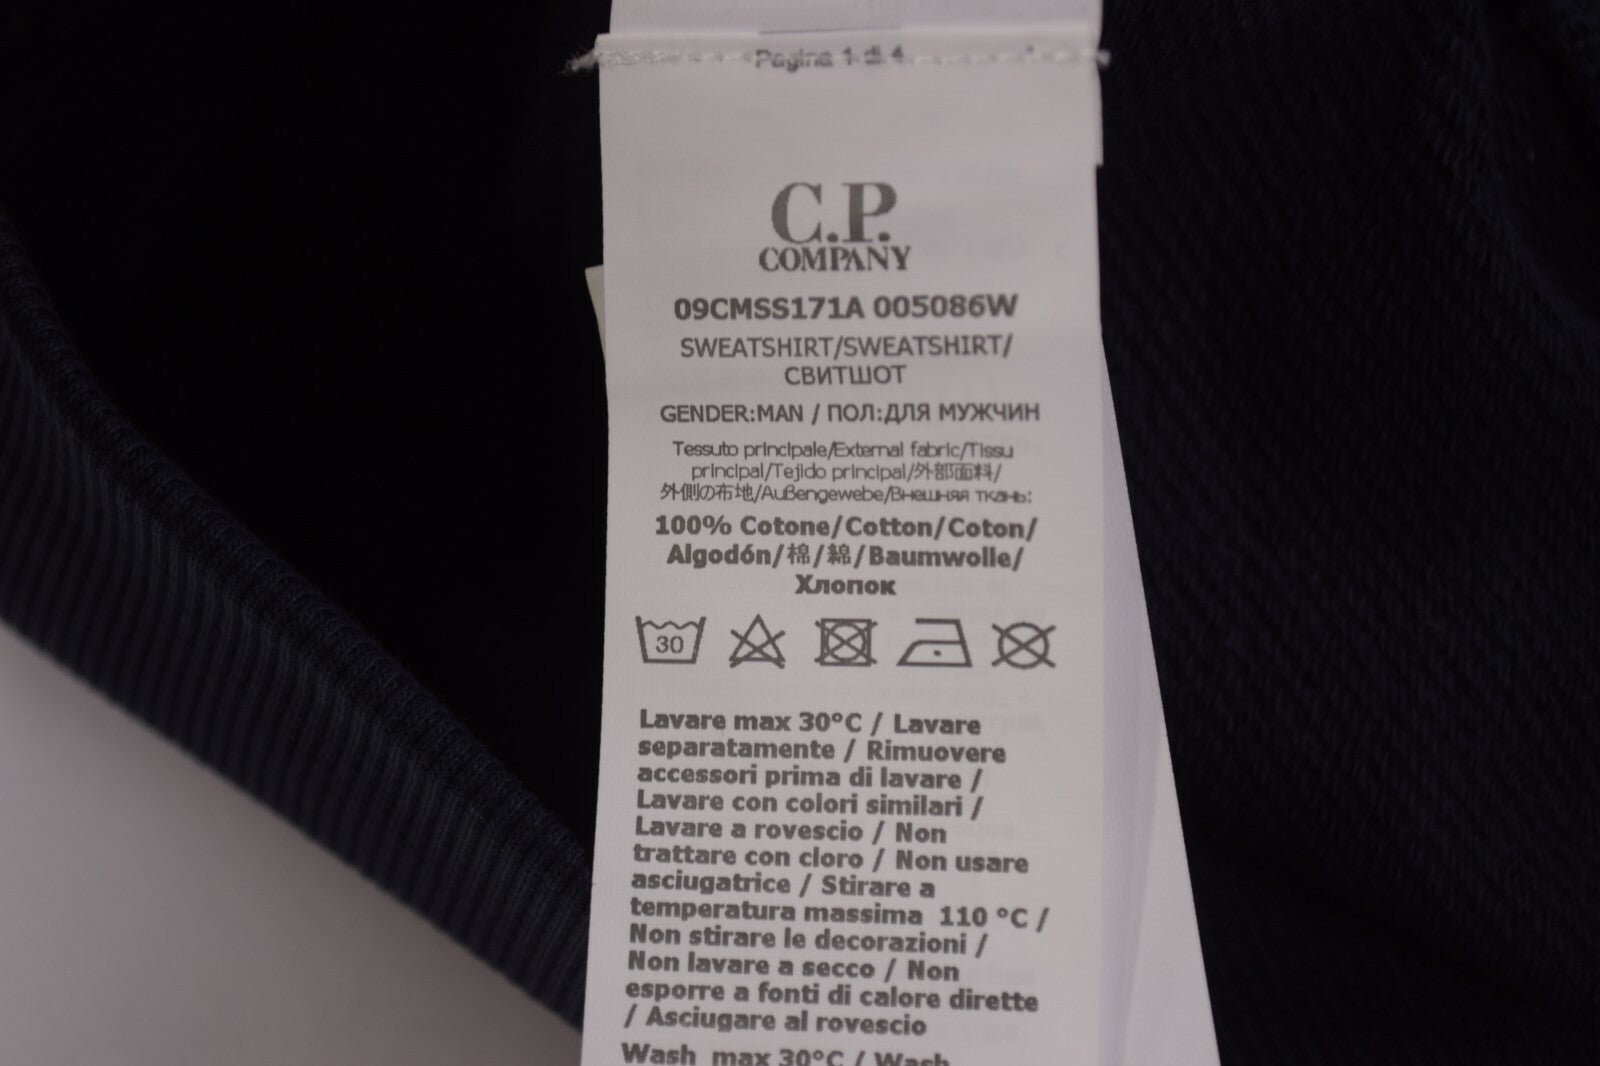 Pagina 1 di 4
C.P.
COMPANY
09CMSS171A 005086W
SWEATSHIRT/SWEATSHIRT/
СВИТШОТ
GENDER:MAN / ПОЛ:ДЛЯ МУЖЧИН
Tessuto principale/External fabric/Tissu
principal/Tejido principal/外部面料/
外側の布地/Außengewebe/Внешняя ткань:
100% Cotone/Cotton/Coton/
Algodón/棉/綿/Baumwolle/
Хлопок
30
Lavare max 30°C / Lavare
separatamente / Rimuovere
accessori prima di lavare /
Lavare con colori similari /
Lavare a rovescio / Non
trattare con cloro / Non usare
asciugatrice / Stirare a
temperatura massima 110 °C /
Non stirare le decorazioni /
Non lavare a secco / Non
esporre a fonti di calore dirette
/ Asciugare al rovescio
Wash max 30°C / Wash